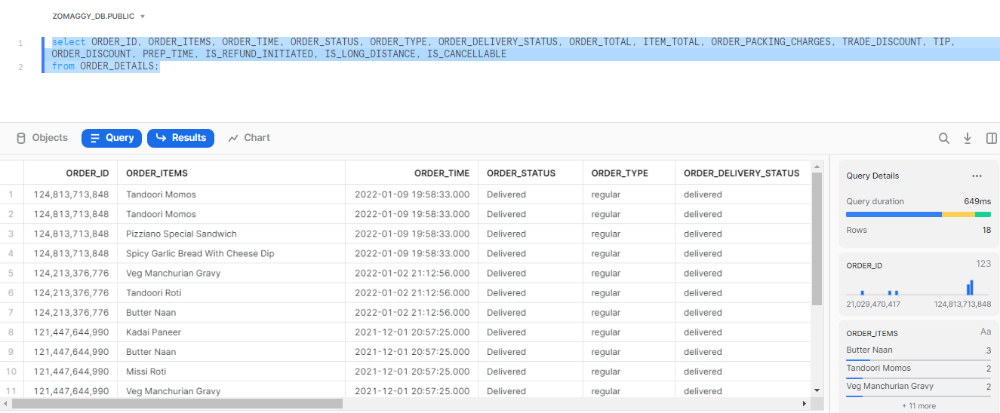 ZOMAGGY_DB.PUBLIC
1 select ORDER_ID, ORDER_ITEMS, ORDER_TIME, ORDER_STATUS, ORDER_TYPE, ORDER_DELIVERY_STATUS, ORDER_TOTAL, ITEM_TOTAL, ORDER_PACKING_CHARGES, TRADE_DISCOUNT, TIP,
ORDER_DISCOUNT, PREP_TIME, IS_REFUND_INITIATED, IS_LONG_DISTANCE, IS_CANCELLABLE
2 from ORDER_DETAILS;
Objects Query Results Chart
ORDER_ID ORDER_ITEMS ORDER_TIME ORDER_STATUS ORDER_TYPE ORDER_DELIVERY_STATUS
1 124,813,713,848 Tandoori Momos 2022-01-09 19:58:33.000 Delivered regular delivered
2 124,813,713,848 Tandoori Momos 2022-01-09 19:58:33.000 Delivered regular delivered
3 124,813,713,848 Pizziano Special Sandwich 2022-01-09 19:58:33.000 Delivered regular delivered
4 124,813,713,848 Spicy Garlic Bread With Cheese Dip 2022-01-09 19:58:33.000 Delivered regular delivered
5 124,213,376,776 Veg Manchurian Gravy 2022-01-02 21:12:56.000 Delivered regular delivered
6 124,213,376,776 Tandoori Roti 2022-01-02 21:12:56.000 Delivered regular delivered
7 124,213,376,776 Butter Naan 2022-01-02 21:12:56.000 Delivered regular delivered
8 121,447,644,990 Kadai Paneer 2021-12-01 20:57:25.000 Delivered regular delivered
9 121,447,644,990 Butter Naan 2021-12-01 20:57:25.000 Delivered regular delivered
10 121,447,644,990 Missi Roti 2021-12-01 20:57:25.000 Delivered regular delivered
11 121,447,644,990 Veg Manchurian Gravy 2021-12-01 20:57:25.000 Delivered regular delivered
Query Details ...
Query duration 649ms
Rows 18
ORDER_ID 123
21,029,470,417 124,813,713,848
ORDER_ITEMS Aa
Butter Naan 3
Tandoori Momos 2
Veg Manchurian Gravy 2
+ 11 more